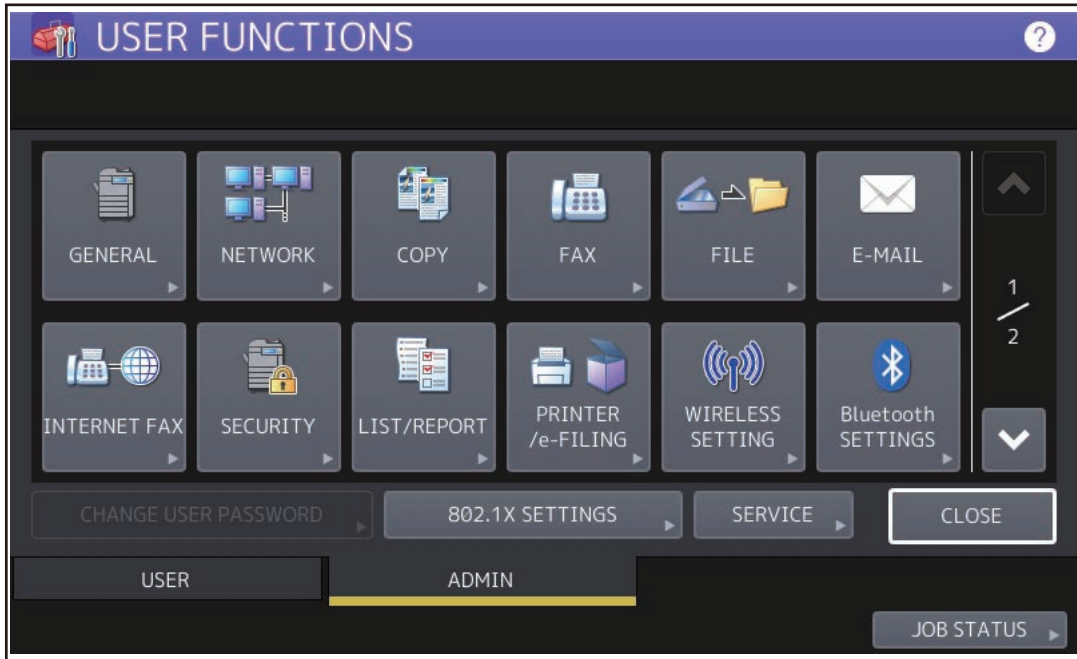 USER FUNCTIONS
?
GENERAL
NETWORK
COPY
FAX
FILE
E-MAIL
1
2
INTERNET FAX
SECURITY
LIST/REPORT
PRINTER
/e-FILING
WIRELESS
SETTING
Bluetooth
SETTINGS
CHANGE USER PASSWORD
802.1X SETTINGS
SERVICE
CLOSE
USER
ADMIN
JOB STATUS